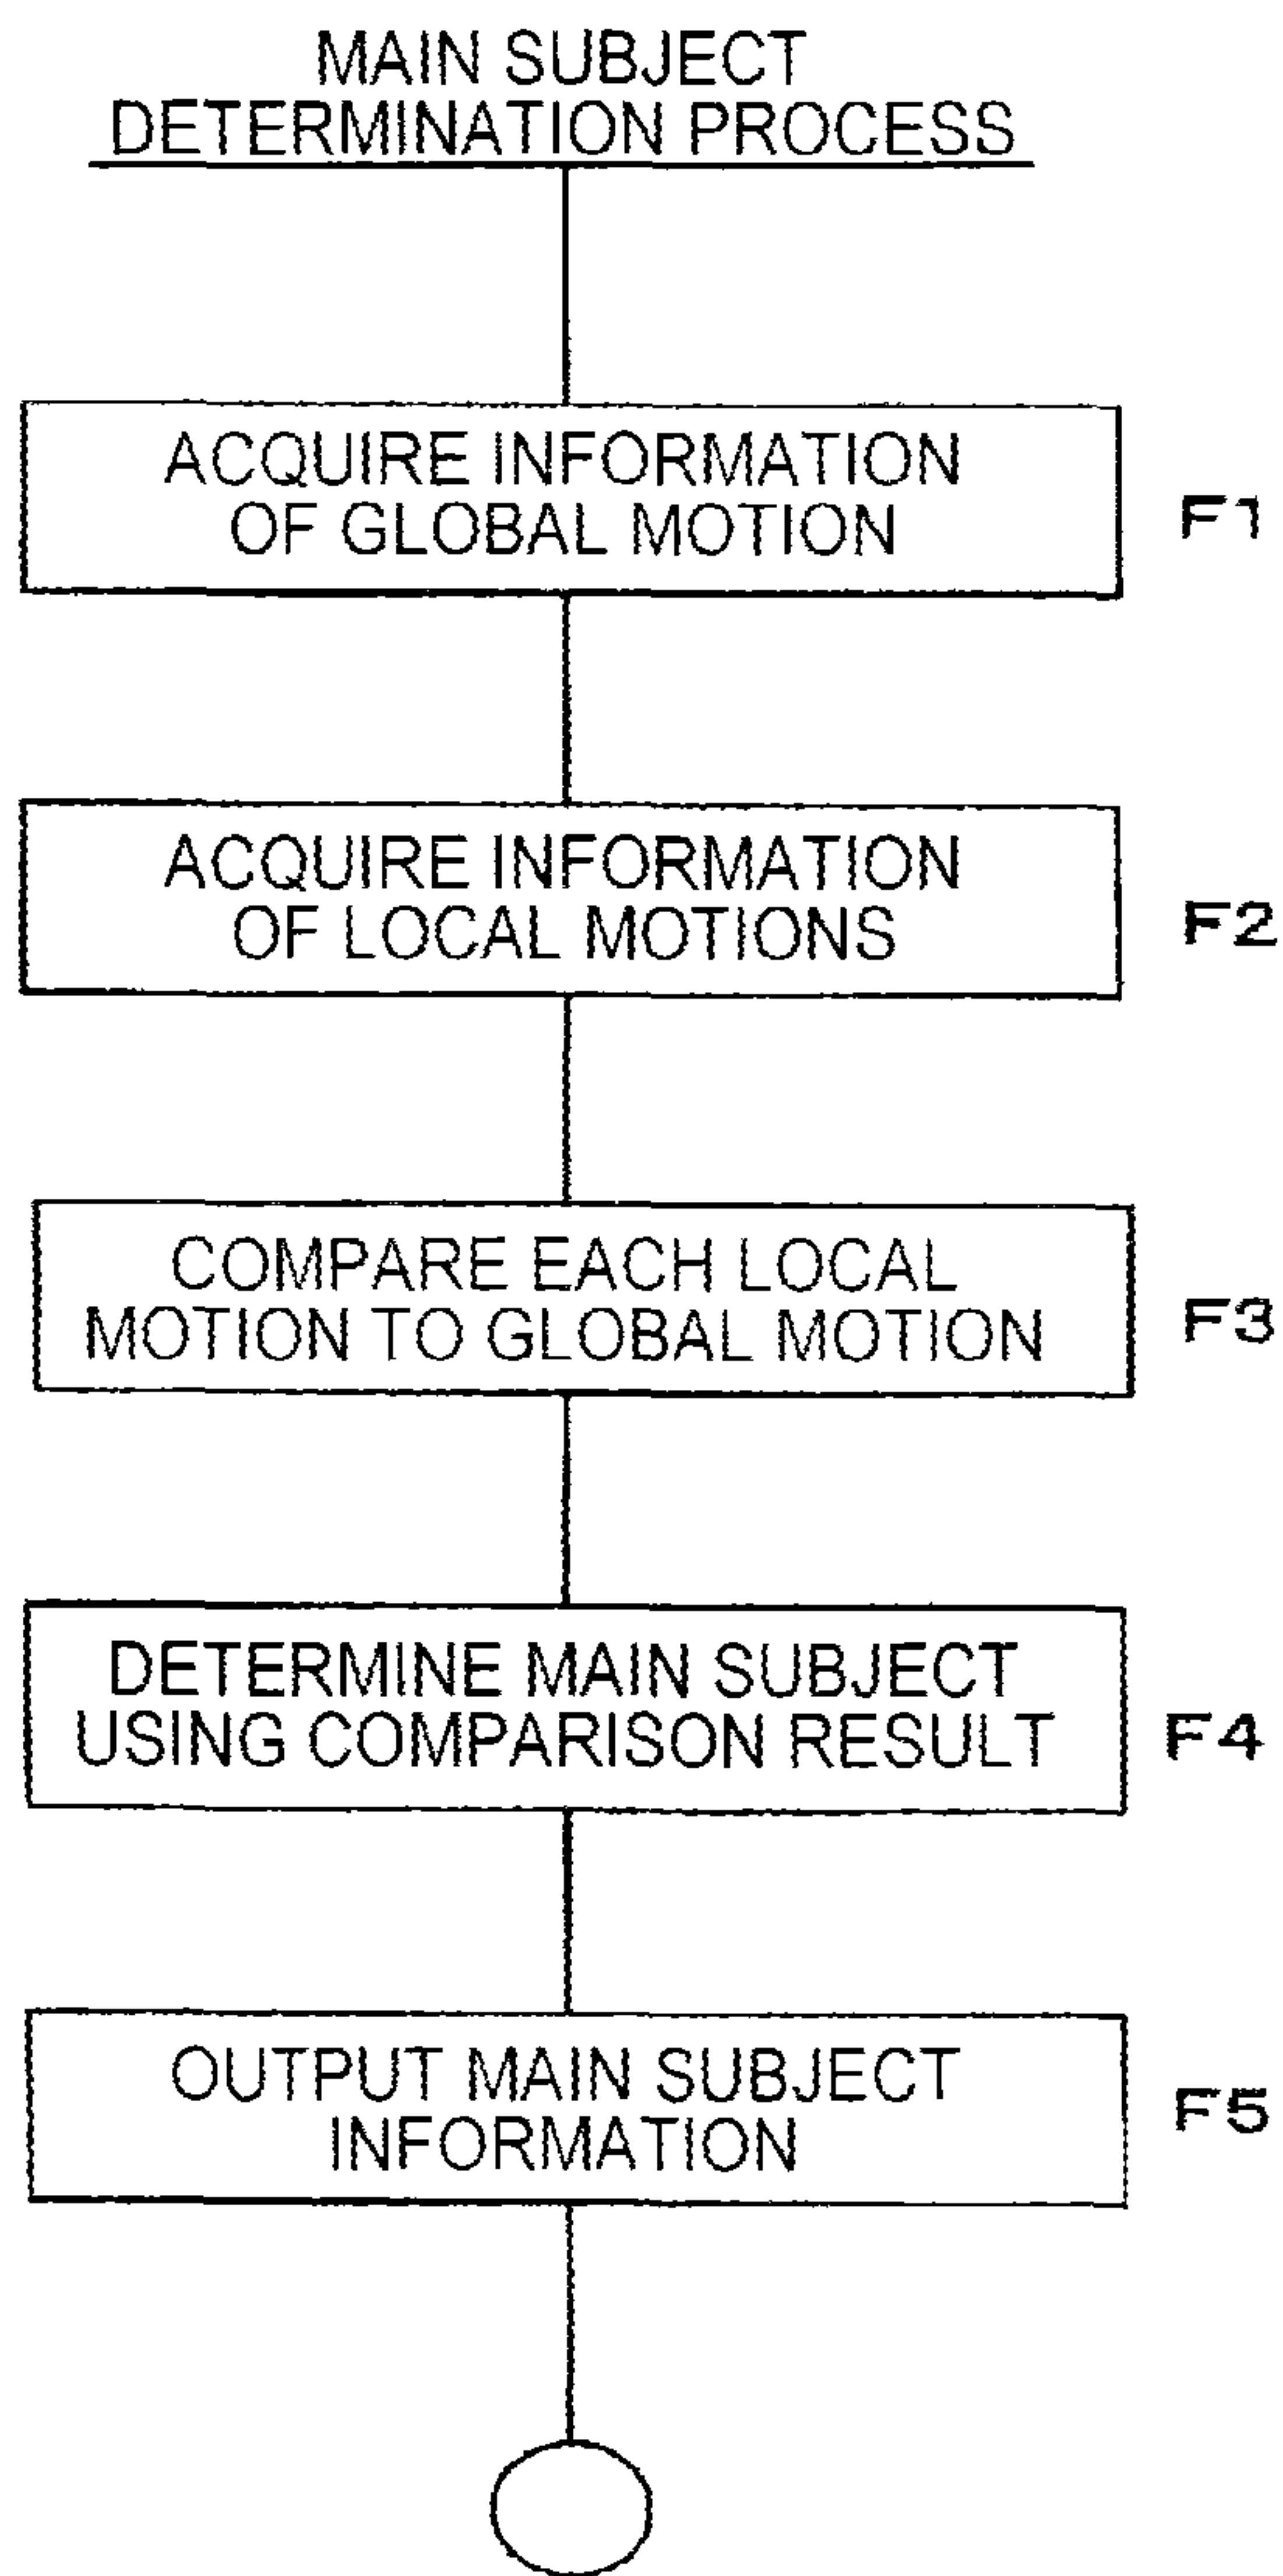 MAIN SUBJECT
DETERMINATION PROCESS
ACQUIRE INFORMATION
OF GLOBAL MOTION
F1
ACQUIRE INFORMATION
OF LOCAL MOTIONS
F2
COMPARE EACH LOCAL
MOTION TO GLOBAL MOTION
F3
DETERMINE MAIN SUBJECT
USING COMPARISON RESULT
F4
OUTPUT MAIN SUBJECT
INFORMATION
F5